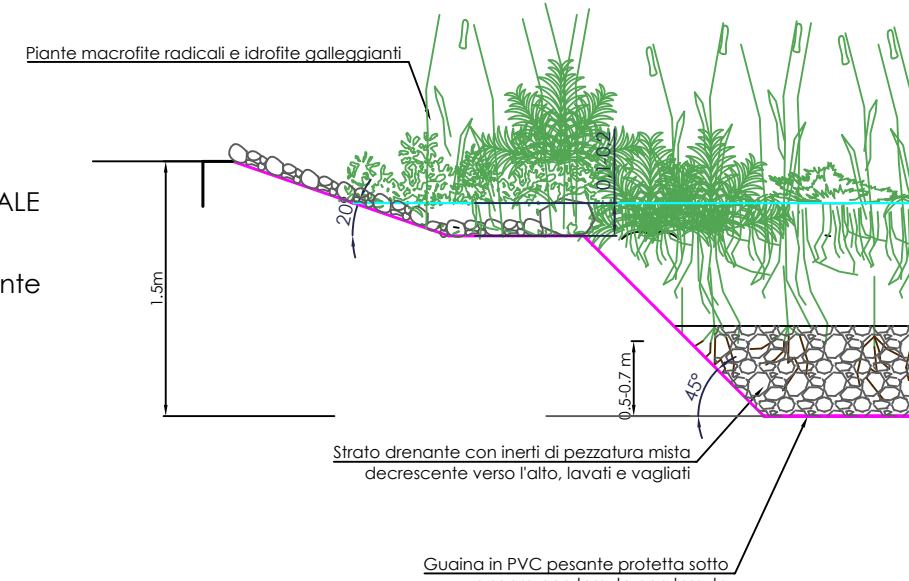 Piante macrofite radicali e idrofite galleggianti
0,1÷0,2
ALE
20°
nte
1.5m
0,5-0.7 m
45°
Strato drenante con inerti di pezzatura mista
decrescente verso l'alto, lavati e vagliati
Guaina in PVC pesante protetta sotto